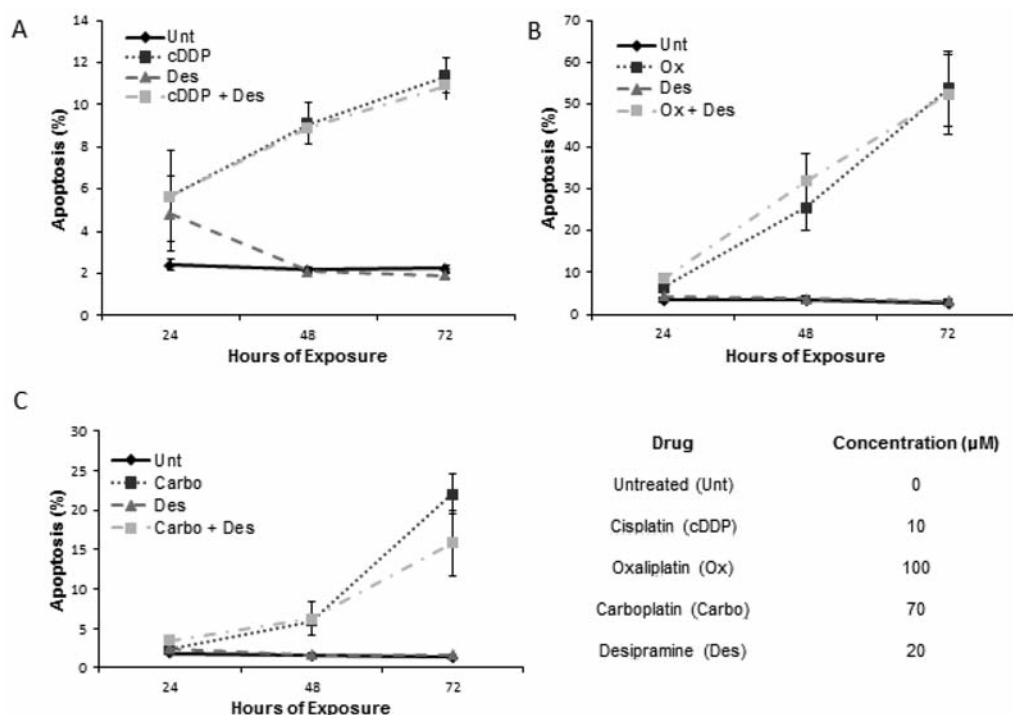 A
Unt
cDDP
Des
cDDP + Des
Apoptosis (%)
14
12
10
8
6
4
2
0
24
48
72
Hours of Exposure
B
Unt
Ox
Des
Ox + Des
Apoptosis (%)
70
60
50
40
30
20
10
0
24
48
72
Hours of Exposure
C
Unt
Carbo
Des
Carbo + Des
Apoptosis (%)
30
25
20
15
10
5
0
24
48
72
Hours of Exposure
Drug Concentration (µM)
Untreated (Unt) 0
Cisplatin (cDDP) 10
Oxaliplatin (Ox) 100
Carboplatin (Carbo) 70
Desipramine (Des) 20